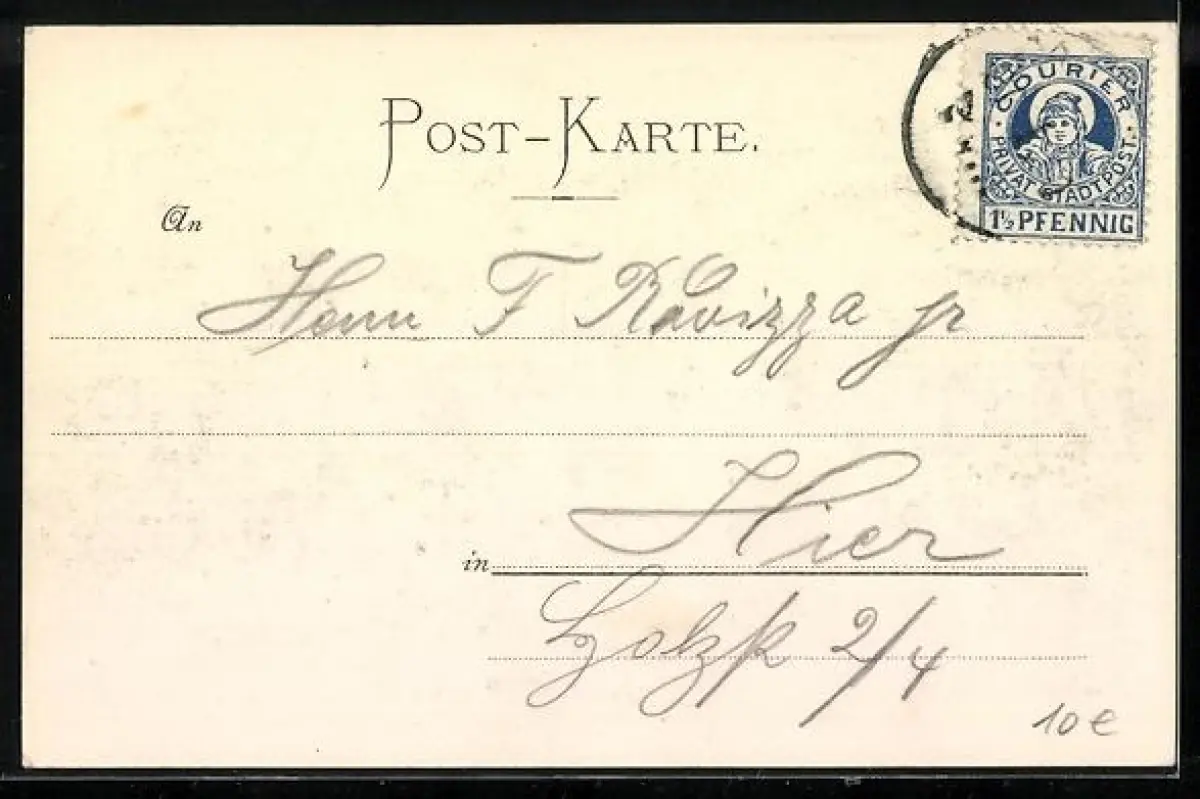 POST-KARTE.
COURIER
PRIVAT STADTPOST
1½ PFENNIG
An
Herrn F Ravizza jr
in Hier
2/4
10€